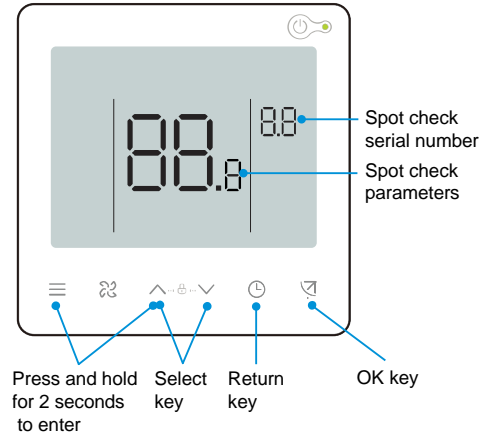 8.8
88.8
Spot check
serial number
Spot check
parameters
Press and hold
for 2 seconds
to enter
Select
key
Return
key
OK key